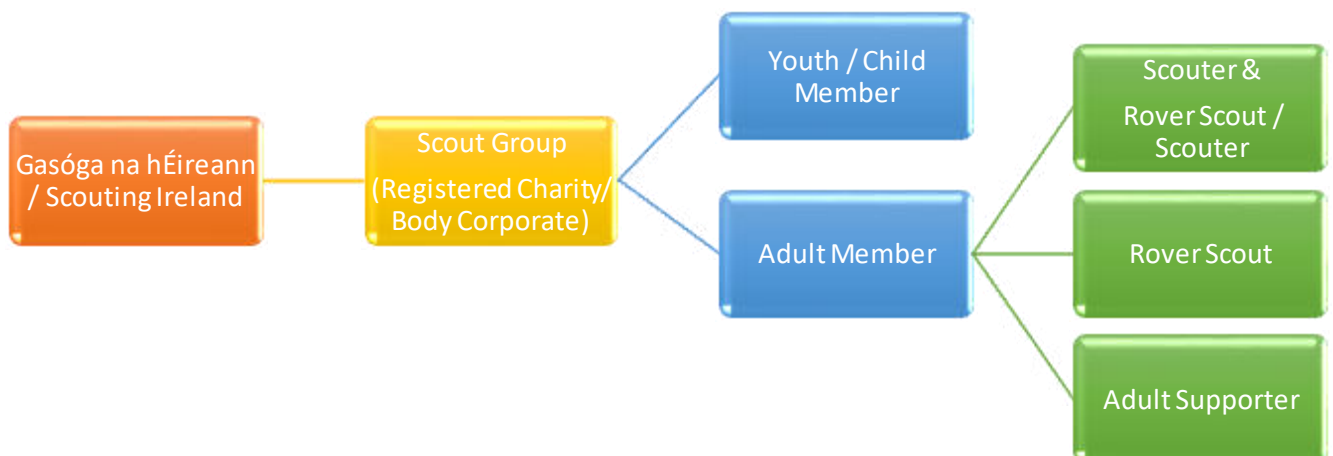 Gasóga na hÉireann
/ Scouting Ireland
Scout Group
(Registered Charity/
Body Corporate)
Youth / Child
Member
Adult Member
Scouter &
Rover Scout /
Scouter
Rover Scout
Adult Supporter